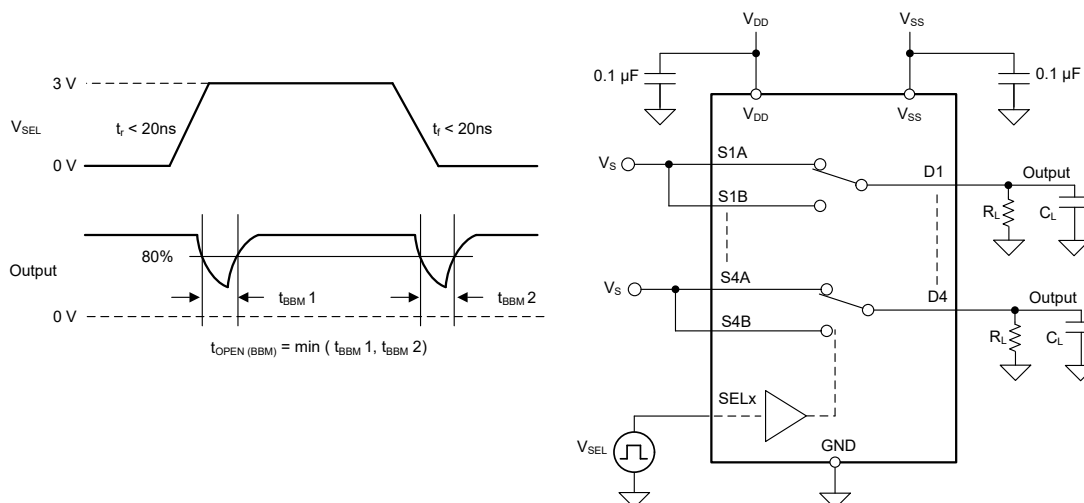 3 V
V_SEL
t_r < 20ns
t_f < 20ns
0 V
80%
Output
t_BBM 1
t_BBM 2
0 V
t_OPEN (BBM) = min ( t_BBM 1, t_BBM 2)
V_DD
V_SS
0.1 µF
0.1 µF
V_DD
V_SS
V_S
S1A
D1
Output
S1B
R_L
C_L
V_S
S4A
D4
Output
S4B
R_L
C_L
SELx
V_SEL
GND